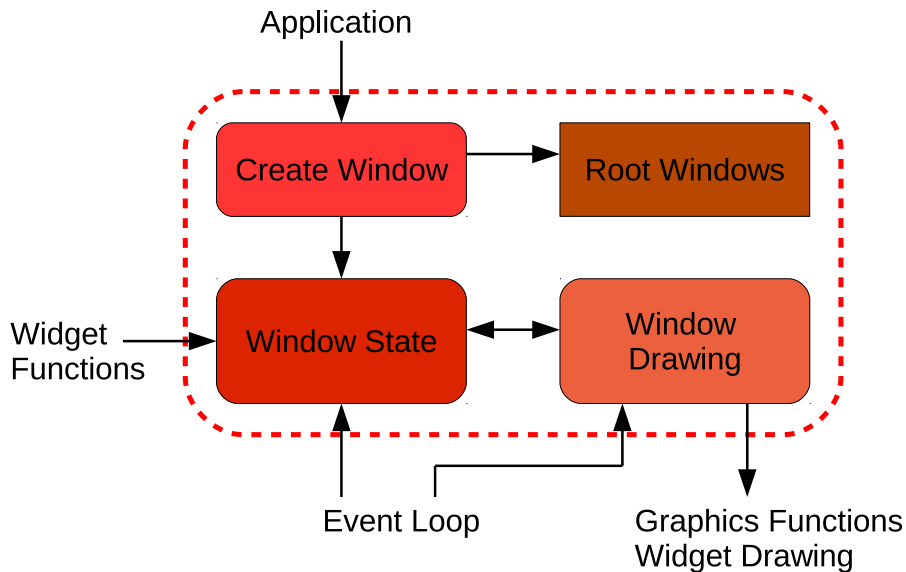 Application
Create Window
Root Windows
Window State
Window
Drawing
Widget
Functions
Event Loop
Graphics Functions
Widget Drawing